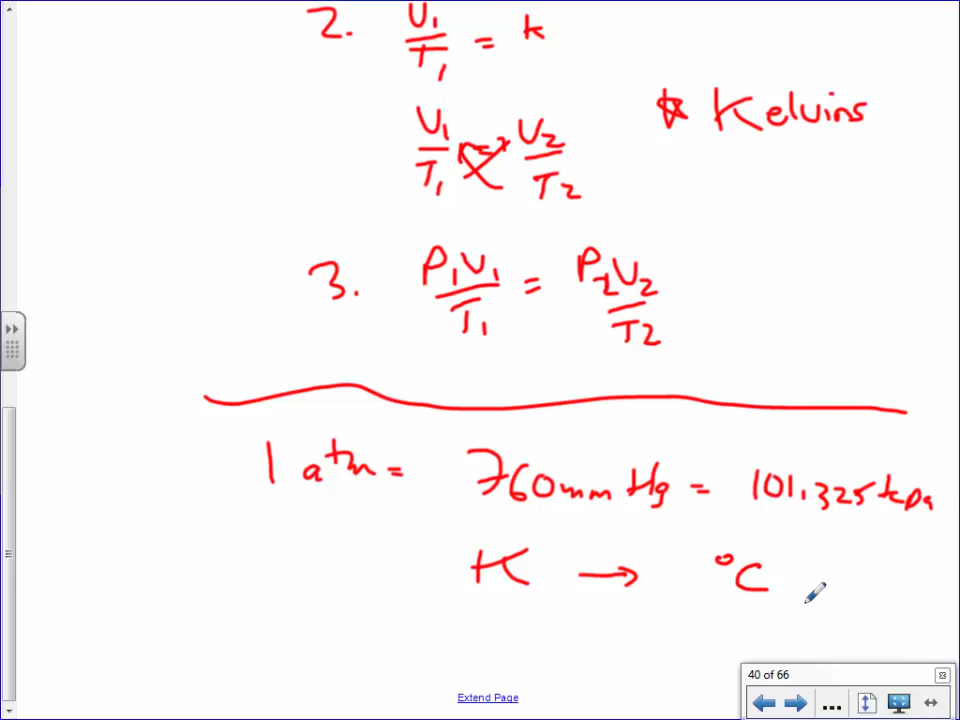 2. V₁/T₁ = k
V₁/T₁ = V₂/T₂
* Kelvins
3. P₁V₁/T₁ = P₂V₂/T₂
1 atm = 760 mm Hg = 101.325 kPa
K → °C
40 of 66
Extend Page